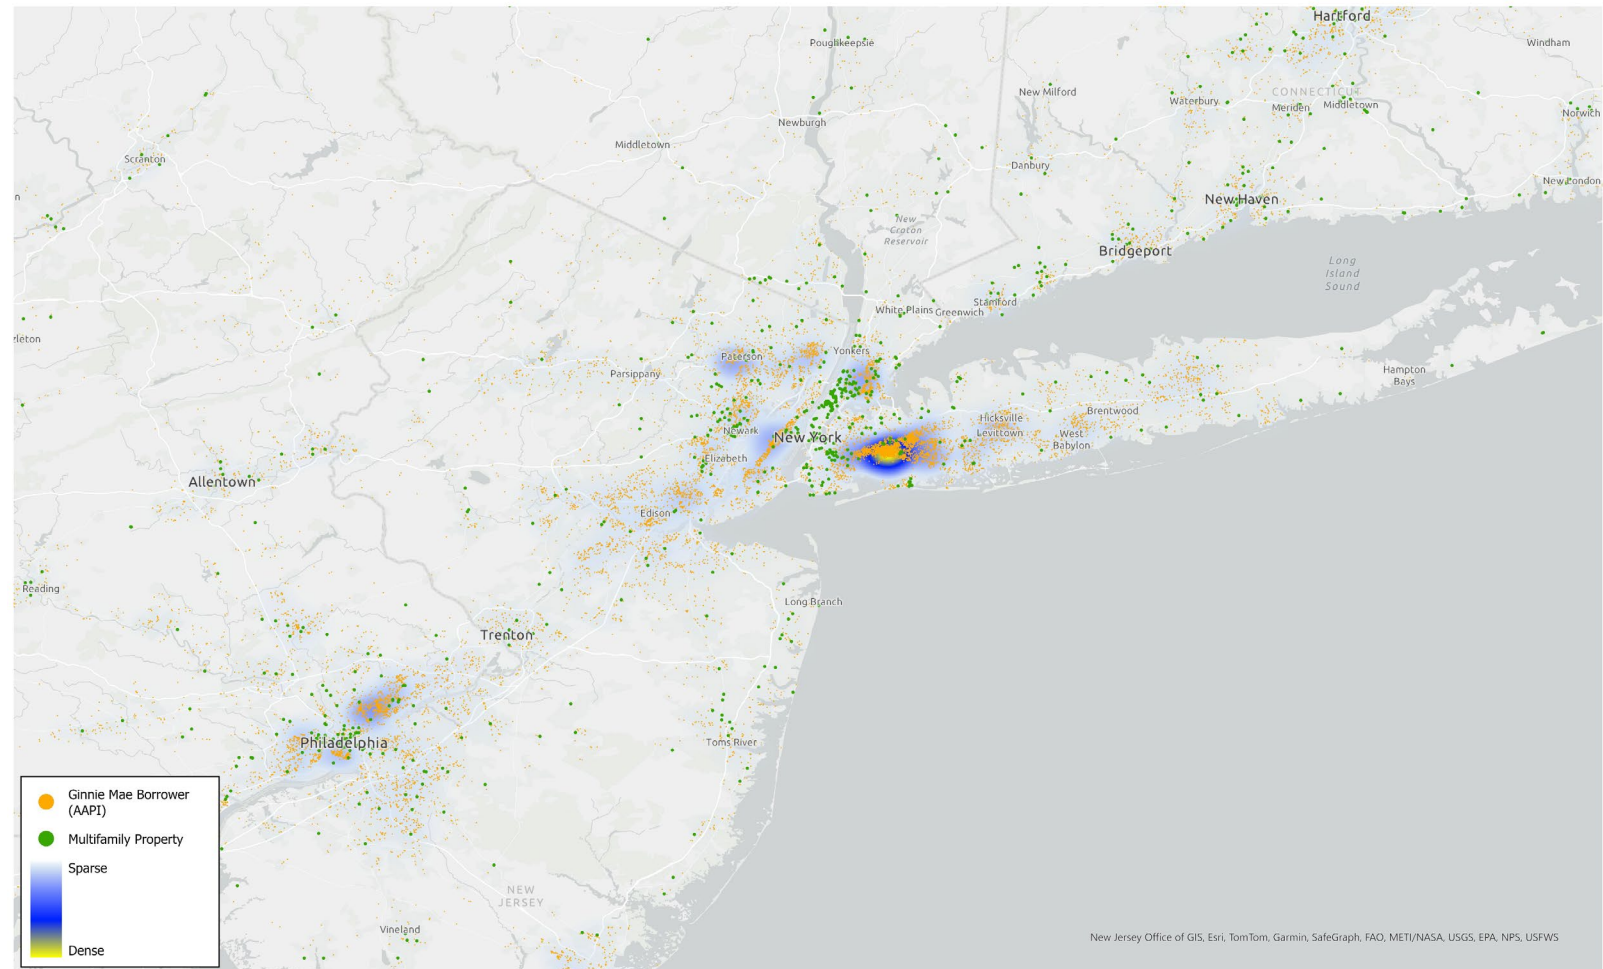 Hartford
Poughkeepsie
Windham
New Milford
CONNECTICUT
Waterbury
Meriden
Middletown
Norwich
Newburgh
Middletown
Scranton
Danbury
New London
n
New Haven
New
Croton
Reservoir
Bridgeport
Long
Island
Sound
Stamford
White Plains
Greenwich
zleton
Paterson
Yonkers
Parsippany
Hampton
Bays
Brentwood
Hicksville
Levittown
West
Babylon
Newark
New York
Elizabeth
Allentown
Edison
Reading
Long Branch
Trenton
Philadelphia
Toms River
NEW
JERSEY
Vineland
Ginnie Mae Borrower
(AAPI)
Multifamily Property
Sparse
Dense
New Jersey Office of GIS, Esri, TomTom, Garmin, SafeGraph, FAO, METI/NASA, USGS, EPA, NPS, USFWS